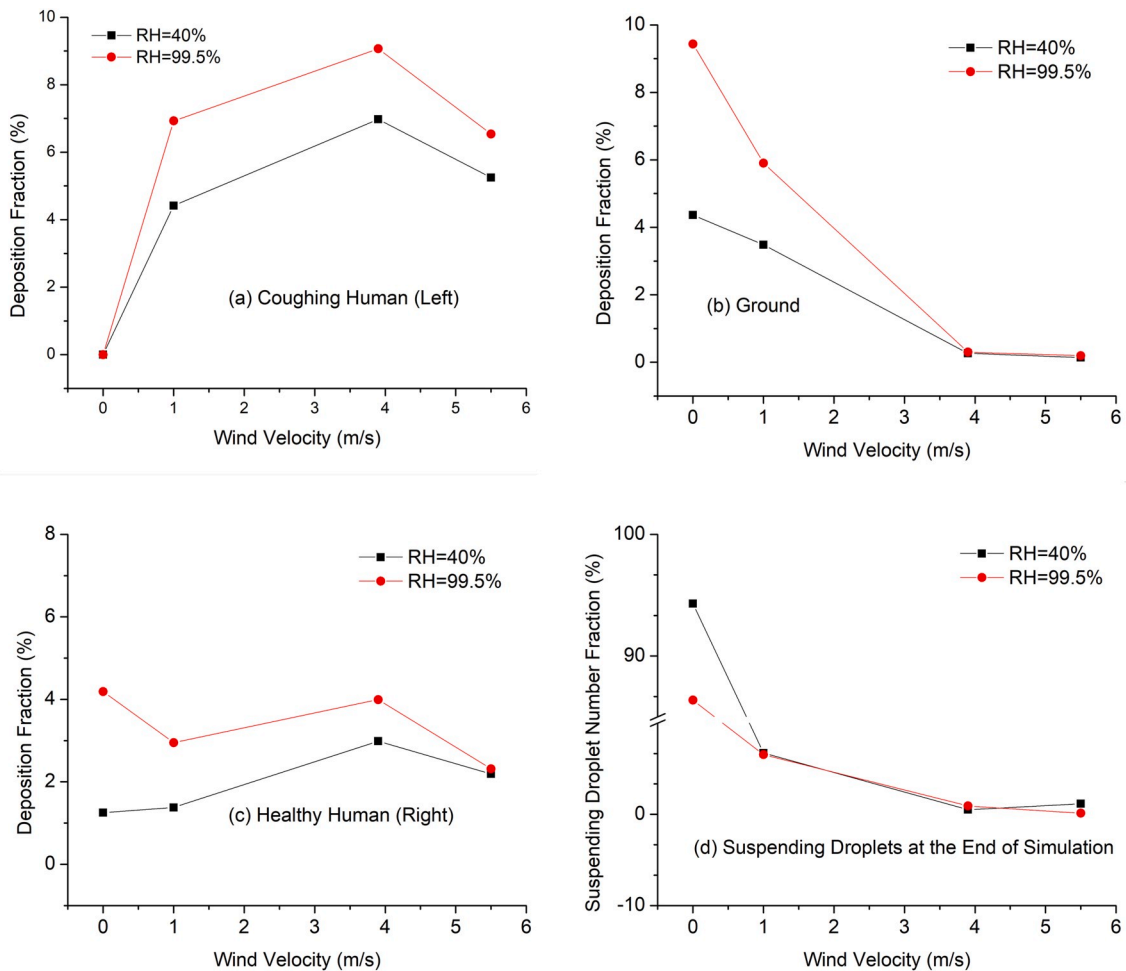 10
8
6
4
2
0
Deposition Fraction (%)
RH=40%
RH=99.5%
(a) Coughing Human (Left)
0 1 2 3 4 5 6
Wind Velocity (m/s)
10
8
6
4
2
0
Deposition Fraction (%)
RH=40%
RH=99.5%
(b) Ground
0 1 2 3 4 5 6
Wind Velocity (m/s)
8
6
4
2
0
Deposition Fraction (%)
RH=40%
RH=99.5%
(c) Healthy Human (Right)
0 1 2 3 4 5 6
Wind Velocity (m/s)
100
90
0
-10
Suspending Droplet Number Fraction (%)
RH=40%
RH=99.5%
(d) Suspending Droplets at the End of Simulation
0 1 2 3 4 5 6
Wind Velocity (m/s)